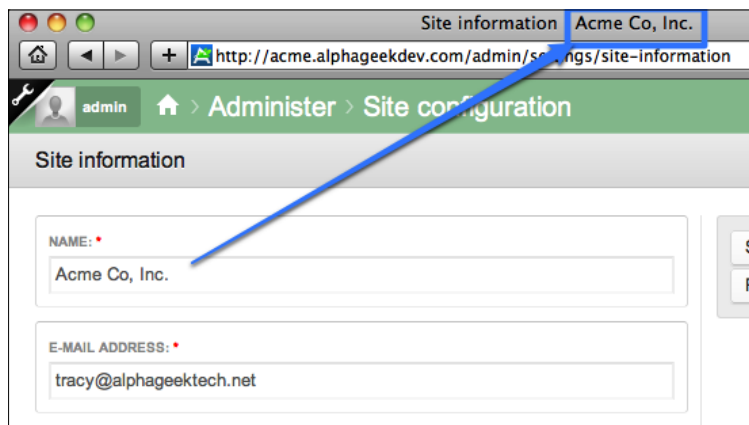 Site information | Acme Co, Inc.
http://acme.alphageekdev.com/admin/settings/site-information
admin Administer › Site configuration
Site information
NAME: *
Acme Co, Inc.
E-MAIL ADDRESS: *
tracy@alphageektech.net